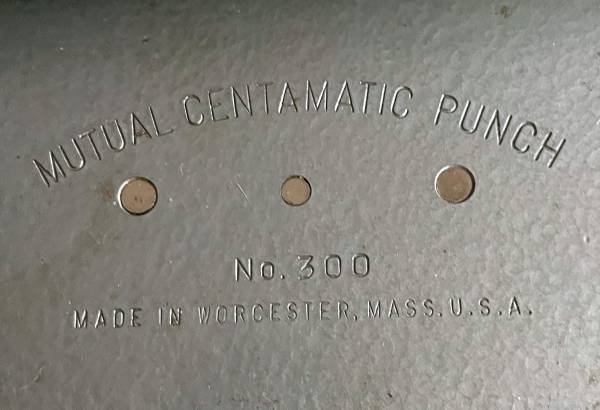 MUTUAL CENTAMATIC PUNCH
No. 300
MADE IN WORCESTER, MASS. U.S.A.